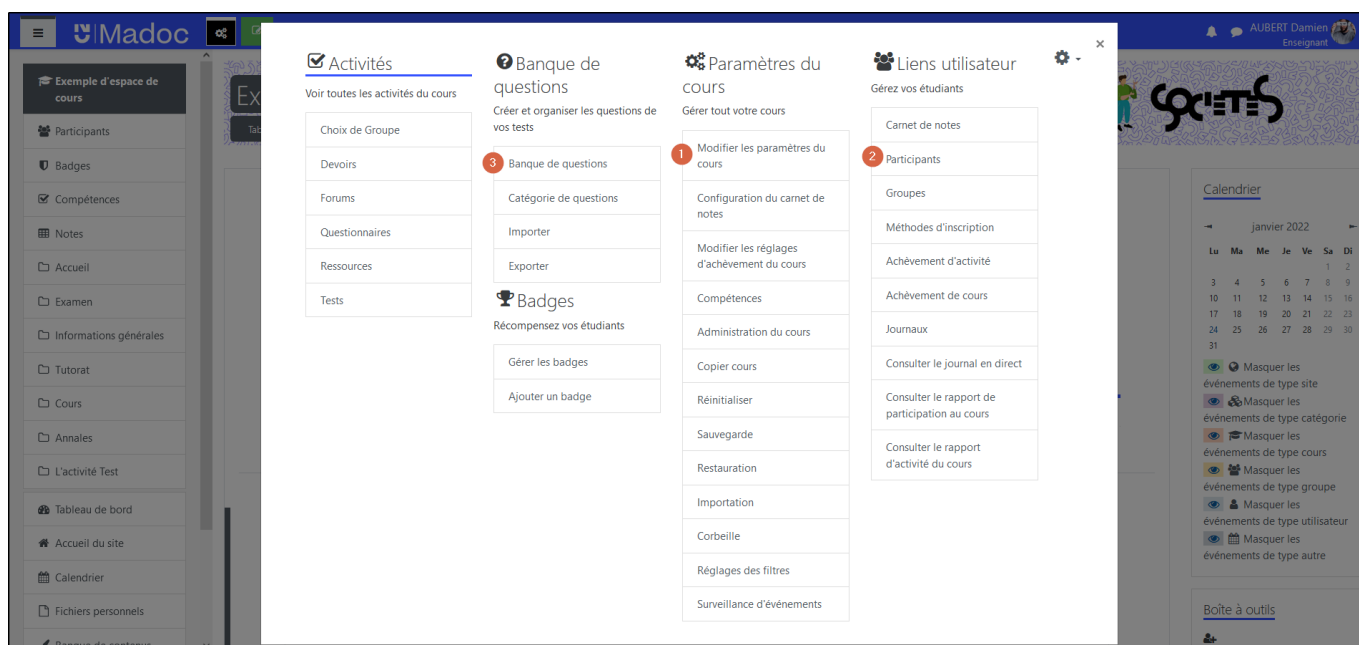 Madoc
AUBERT Damien
Enseignant
Exemple d'espace de
cours
Participants
Badges
Compétences
Notes
Accueil
Examen
Informations générales
Tutorat
Cours
Annales
L'activité Test
Tableau de bord
Accueil du site
Calendrier
Fichiers personnels
Banque de contenus
Ex
Tab
Activités
Voir toutes les activités du cours
Choix de Groupe
Devoirs
Forums
Questionnaires
Ressources
Tests
Banque de
questions
Créer et organiser les questions de
vos tests
3 Banque de questions
Catégorie de questions
Importer
Exporter
Badges
Récompensez vos étudiants
Gérer les badges
Ajouter un badge
Paramètres du
cours
Gérer tout votre cours
1 Modifier les paramètres du
cours
Configuration du carnet de
notes
Modifier les réglages
d'achèvement du cours
Compétences
Administration du cours
Copier cours
Réinitialiser
Sauvegarde
Restauration
Importation
Corbeille
Réglages des filtres
Surveillance d'événements
Liens utilisateur
Gérez vos étudiants
Carnet de notes
2 Participants
Groupes
Méthodes d'inscription
Achèvement d'activité
Achèvement de cours
Journaux
Consulter le journal en direct
Consulter le rapport de
participation au cours
Consulter le rapport
d'activité du cours
×
SOCIETES
Calendrier
◄ janvier 2022 ►
Lu Ma Me Je Ve Sa Di
1 2
3 4 5 6 7 8 9
10 11 12 13 14 15 16
17 18 19 20 21 22 23
24 25 26 27 28 29 30
31
Masquer les
événements de type site
Masquer les
événements de type catégorie
Masquer les
événements de type cours
Masquer les
événements de type groupe
Masquer les
événements de type utilisateur
Masquer les
événements de type autre
Boîte à outils